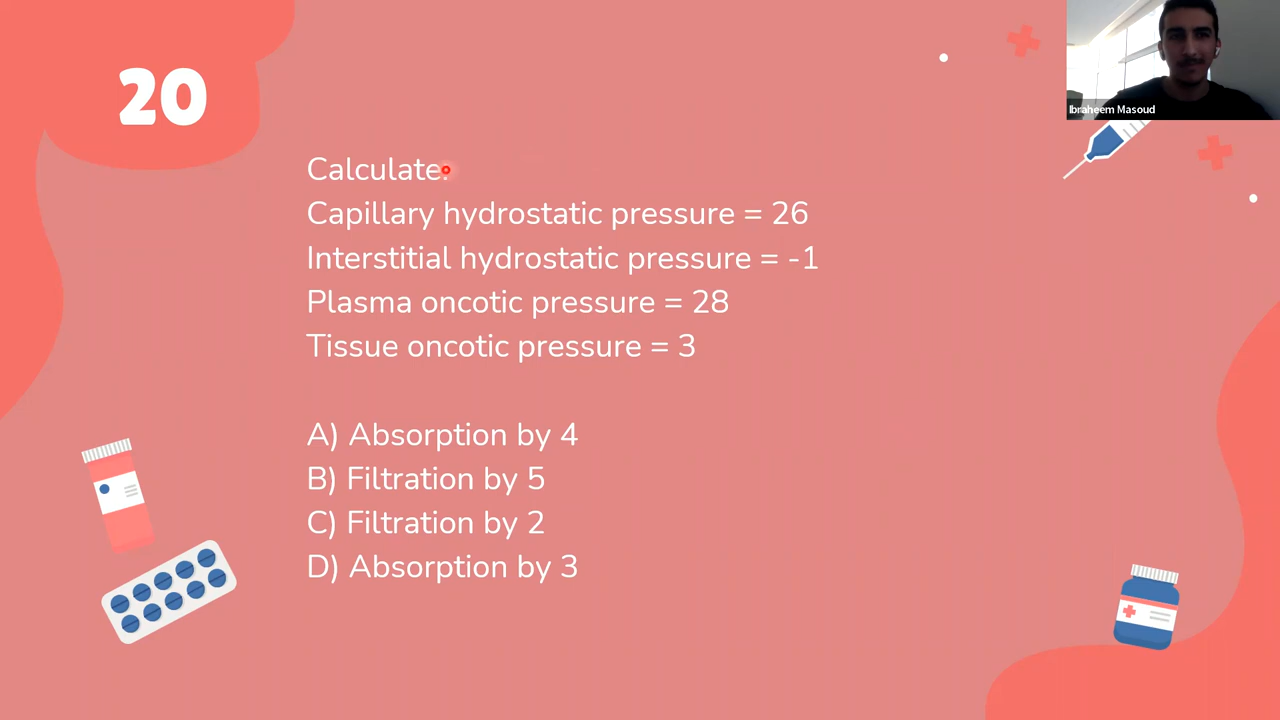 20
Ibraheem Masoud
Calculate:
Capillary hydrostatic pressure = 26
Interstitial hydrostatic pressure = -1
Plasma oncotic pressure = 28
Tissue oncotic pressure = 3
A) Absorption by 4
B) Filtration by 5
C) Filtration by 2
D) Absorption by 3